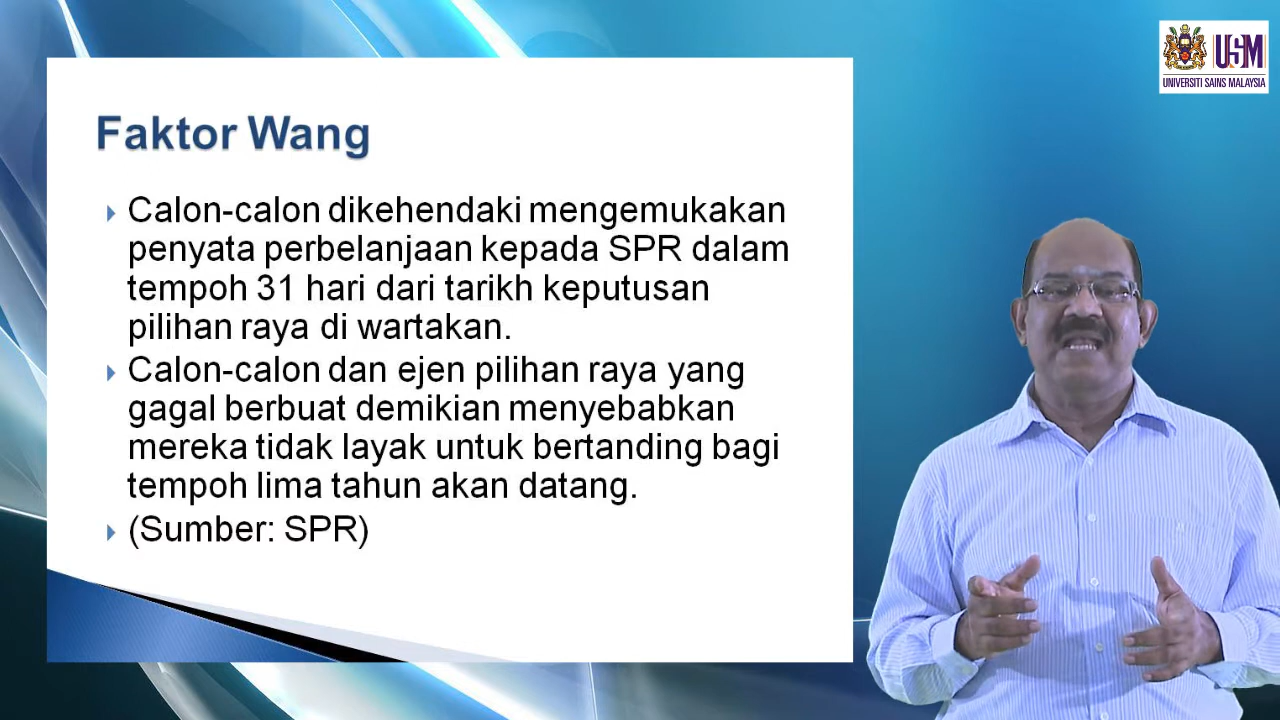 USM
UNIVERSITI SAINS MALAYSIA
Faktor Wang
Calon-calon dikehendaki mengemukakan
penyata perbelanjaan kepada SPR dalam
tempoh 31 hari dari tarikh keputusan
pilihan raya di wartakan.
Calon-calon dan ejen pilihan raya yang
gagal berbuat demikian menyebabkan
mereka tidak layak untuk bertanding bagi
tempoh lima tahun akan datang.
(Sumber: SPR)